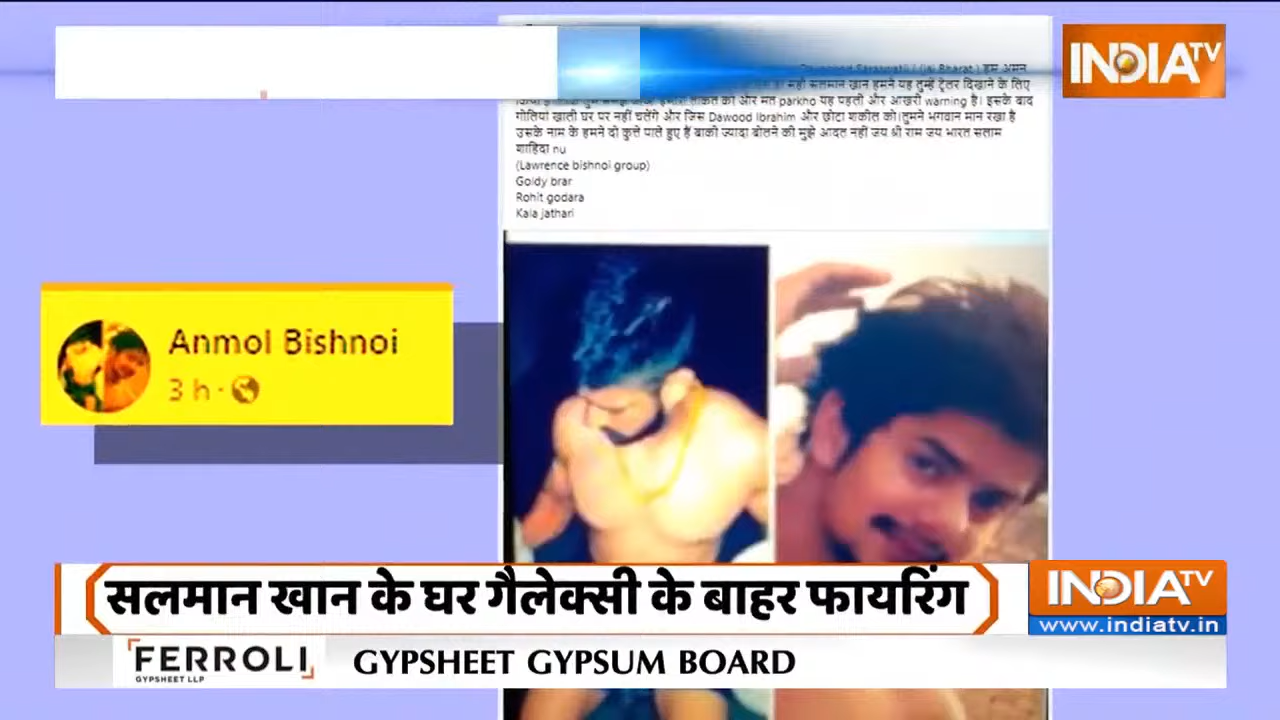 INDIA TV
सलमान खान हमने यह तुम्हें ट्रेलर दिखाने के लिए
ताकत को और मत parkho यह पहली और आखरी warning है। इसके बाद
गोलियां खाली घर पर नहीं चलेंगे और जिस Dawood Ibrahim और छोटा शकील को।तुमने भगवान मान रखा है
उसके नाम के हमने दो कुत्ते पाले हुए हैं बाकी ज्यादा बोलने की मुझे आदत नहीं जय श्री राम जय भारत सलाम
शाहिदा nu
(Lawrence bishnoi group)
Goldy brar
Rohit godara
Kala jathari
Anmol Bishnoi
3 h ·
सलमान खान के घर गैलेक्सी के बाहर फायरिंग
INDIA TV
www.indiatv.in
FERROLI
GYPSHEET LLP
GYPSHEET GYPSUM BOARD